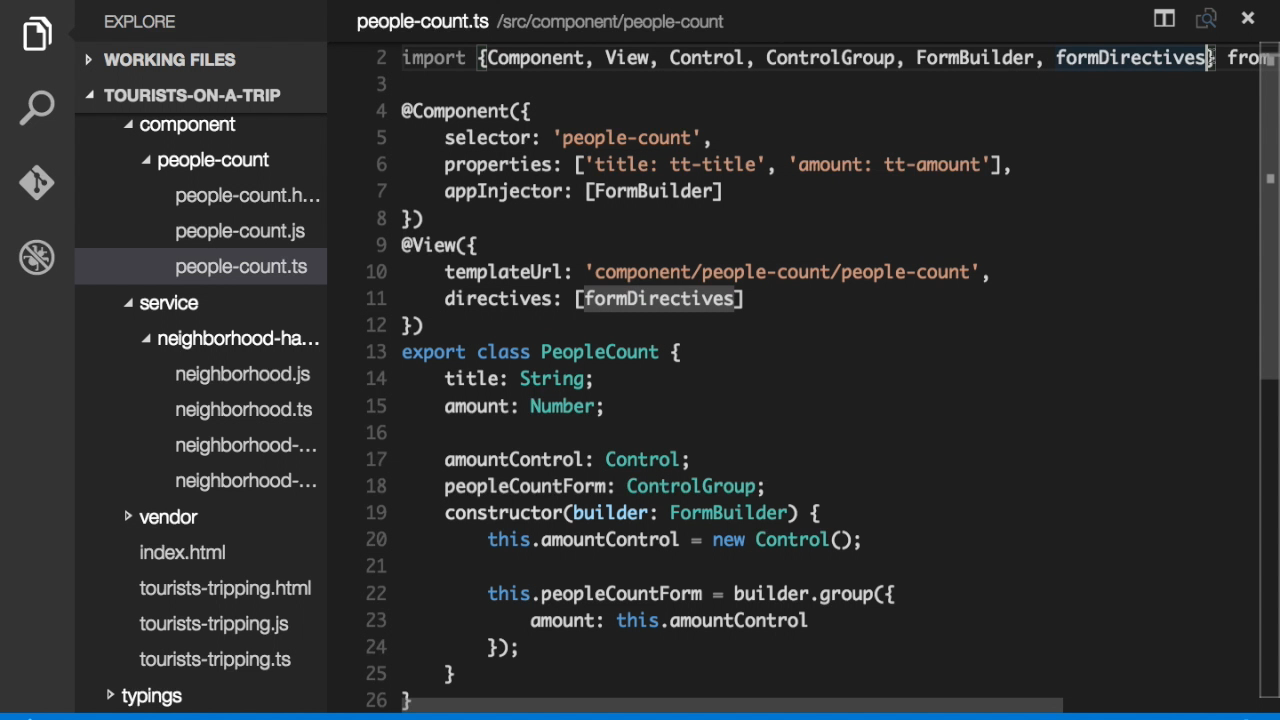 EXPLORE
WORKING FILES
TOURISTS-ON-A-TRIP
component
people-count
people-count.h...
people-count.js
people-count.ts
service
neighborhood-ha...
neighborhood.js
neighborhood.ts
neighborhood-...
neighborhood-...
vendor
index.html
tourists-tripping.html
tourists-tripping.js
tourists-tripping.ts
typings
people-count.ts /src/component/people-count
2 import {Component, View, Control, ControlGroup, FormBuilder, formDirectives} from
3
4 @Component({
5     selector: 'people-count',
6     properties: ['title: tt-title', 'amount: tt-amount'],
7     appInjector: [FormBuilder]
8 })
9 @View({
10     templateUrl: 'component/people-count/people-count',
11     directives: [formDirectives]
12 })
13 export class PeopleCount {
14     title: String;
15     amount: Number;
16
17     amountControl: Control;
18     peopleCountForm: ControlGroup;
19     constructor(builder: FormBuilder) {
20         this.amountControl = new Control();
21
22         this.peopleCountForm = builder.group({
23             amount: this.amountControl
24         });
25     }
26 }